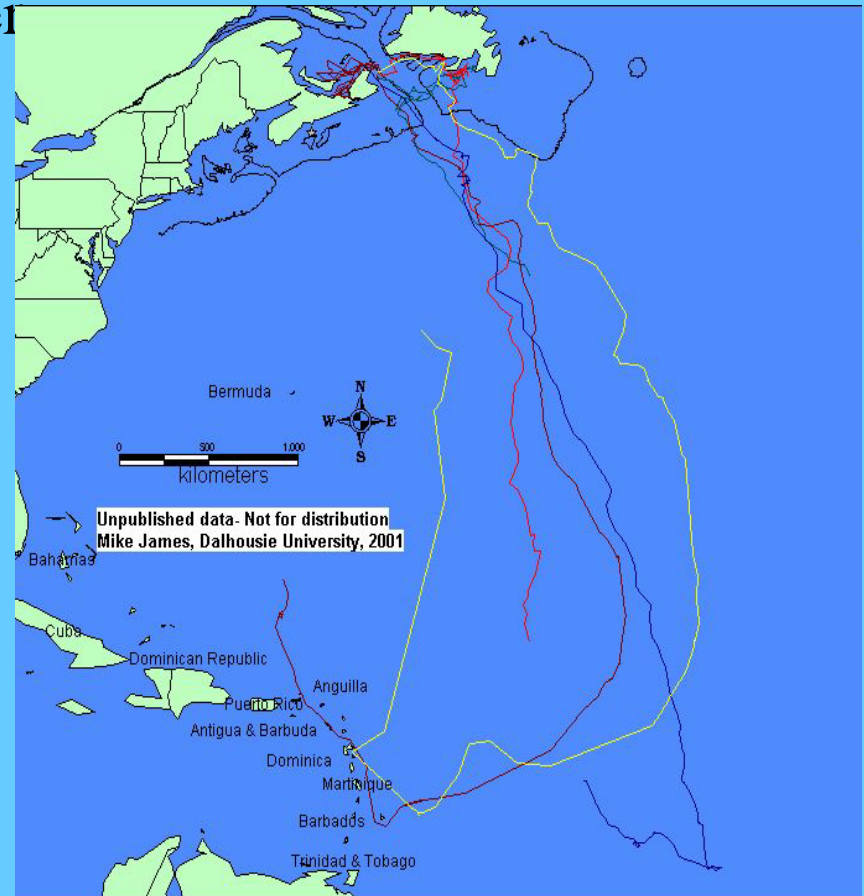 Bermuda
N
W E
S
0 500 1,000
kilometers
Unpublished data- Not for distribution
Mike James, Dalhousie University, 2001
Bahamas
Cuba
Dominican Republic
Anguilla
Puerto Rico
Antigua & Barbuda
Dominica
Martinique
Barbados
Trinidad & Tobago